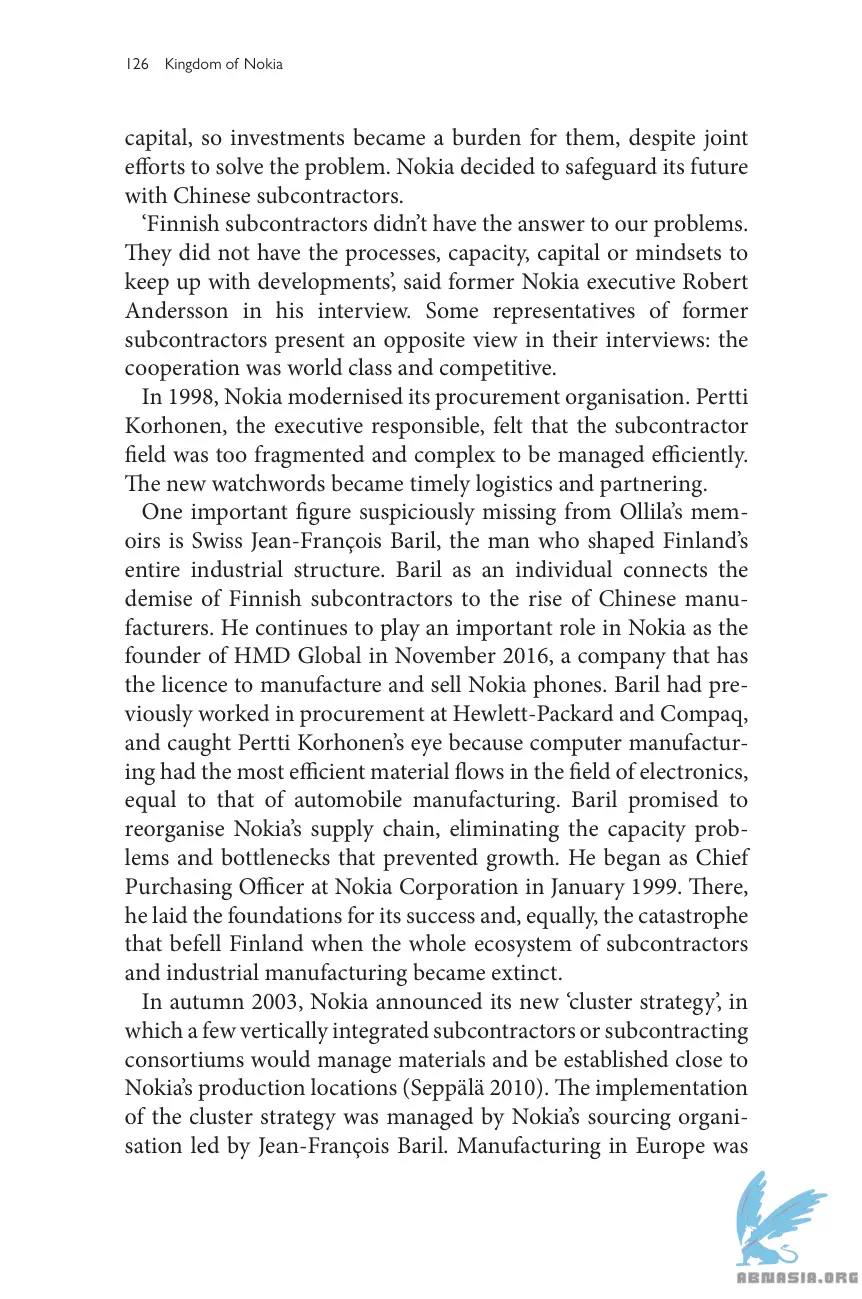 126 Kingdom of Nokia
capital, so investments became a burden for them, despite joint
efforts to solve the problem. Nokia decided to safeguard its future
with Chinese subcontractors.
‘Finnish subcontractors didn’t have the answer to our problems.
They did not have the processes, capacity, capital or mindsets to
keep up with developments’, said former Nokia executive Robert
Andersson in his interview. Some representatives of former
subcontractors present an opposite view in their interviews: the
cooperation was world class and competitive.
In 1998, Nokia modernised its procurement organisation. Pertti
Korhonen, the executive responsible, felt that the subcontractor
field was too fragmented and complex to be managed efficiently.
The new watchwords became timely logistics and partnering.
One important figure suspiciously missing from Ollila’s mem-
oirs is Swiss Jean-François Baril, the man who shaped Finland’s
entire industrial structure. Baril as an individual connects the
demise of Finnish subcontractors to the rise of Chinese manu-
facturers. He continues to play an important role in Nokia as the
founder of HMD Global in November 2016, a company that has
the licence to manufacture and sell Nokia phones. Baril had pre-
viously worked in procurement at Hewlett-Packard and Compaq,
and caught Pertti Korhonen’s eye because computer manufactur-
ing had the most efficient material flows in the field of electronics,
equal to that of automobile manufacturing. Baril promised to
reorganise Nokia’s supply chain, eliminating the capacity prob-
lems and bottlenecks that prevented growth. He began as Chief
Purchasing Officer at Nokia Corporation in January 1999. There,
he laid the foundations for its success and, equally, the catastrophe
that befell Finland when the whole ecosystem of subcontractors
and industrial manufacturing became extinct.
In autumn 2003, Nokia announced its new ‘cluster strategy’, in
which a few vertically integrated subcontractors or subcontracting
consortiums would manage materials and be established close to
Nokia’s production locations (Seppälä 2010). The implementation
of the cluster strategy was managed by Nokia’s sourcing organi-
sation led by Jean-François Baril. Manufacturing in Europe was
ABNASIA.ORG